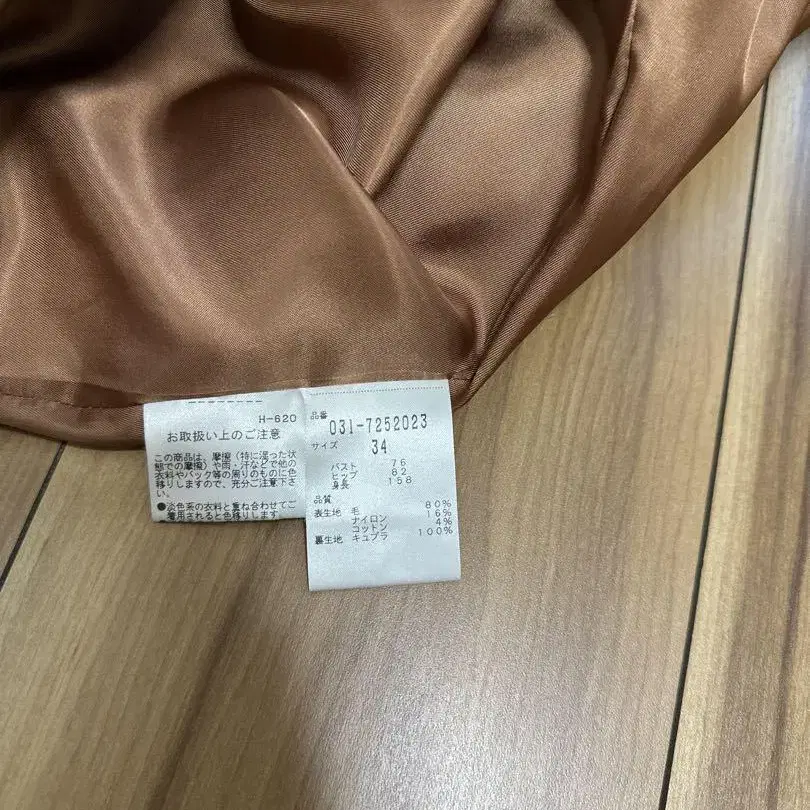 H-620
お取扱い上のご注意
この商品は、摩擦(特に湿った状
態での摩擦)や雨・汗などで他の
衣料やバック等の周りのものに色
移りしますので、充分ご注意下さ
い。
●淡色系の衣料と重ね合わせてご
着用されると色移りします
品番
031-7252023
サイズ 34
バスト 76
ヒップ 82
身長 158
品質
表生地 毛 80%
ナイロン 16%
コットン 4%
裏生地 キュプラ 100%